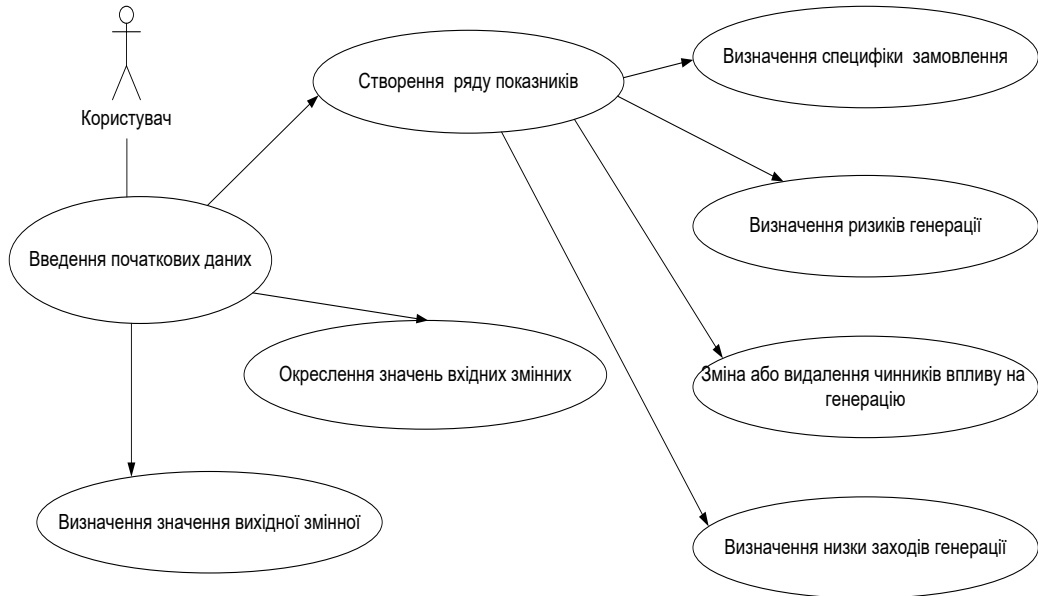 Користувач
Створення  ряду показників
Визначення специфіки  замовлення
Визначення ризиків генерації
Введення початкових даних
Окреслення значень вхідних змінних
Зміна або видалення чинників впливу на
генерацію
Визначення значення вихідної змінної
Визначення низки заходів генерації